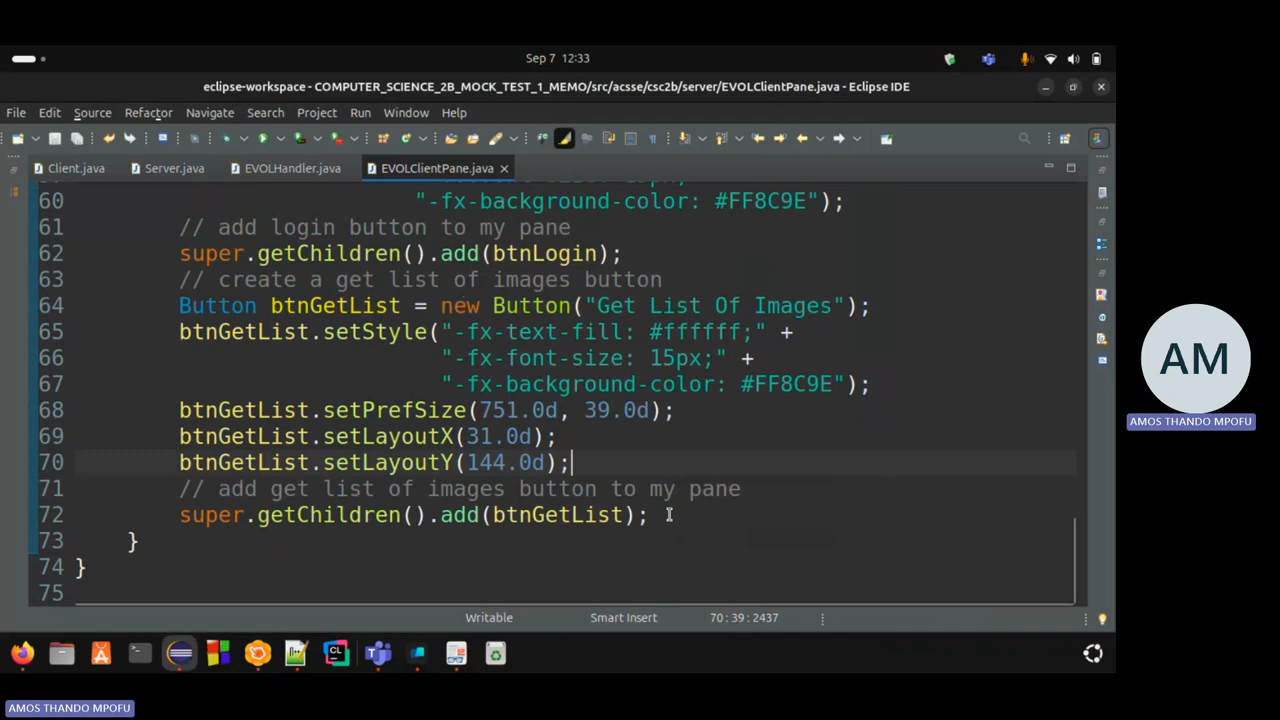 Sep 7 12:33
eclipse-workspace - COMPUTER_SCIENCE_2B_MOCK_TEST_1_MEMO/src/acsse/csc2b/server/EVOLClientPane.java - Eclipse IDE
File Edit Source Refactor Navigate Search Project Run Window Help
Client.java Server.java EVOLHandler.java EVOLClientPane.java
60 "-fx-background-color: #FF8C9E");
61 // add login button to my pane
62 super.getChildren().add(btnLogin);
63 // create a get list of images button
64 Button btnGetList = new Button("Get List Of Images");
65 btnGetList.setStyle("-fx-text-fill: #ffffff;" +
66 "-fx-font-size: 15px;" +
67 "-fx-background-color: #FF8C9E");
68 btnGetList.setPrefSize(751.0d, 39.0d);
69 btnGetList.setLayoutX(31.0d);
70 btnGetList.setLayoutY(144.0d);
71 // add get list of images button to my pane
72 super.getChildren().add(btnGetList);
73 }
74 }
75
Writable Smart Insert 70:39:2437
CL
AM
AMOS THANDO MPOFU
AMOS THANDO MPOFU